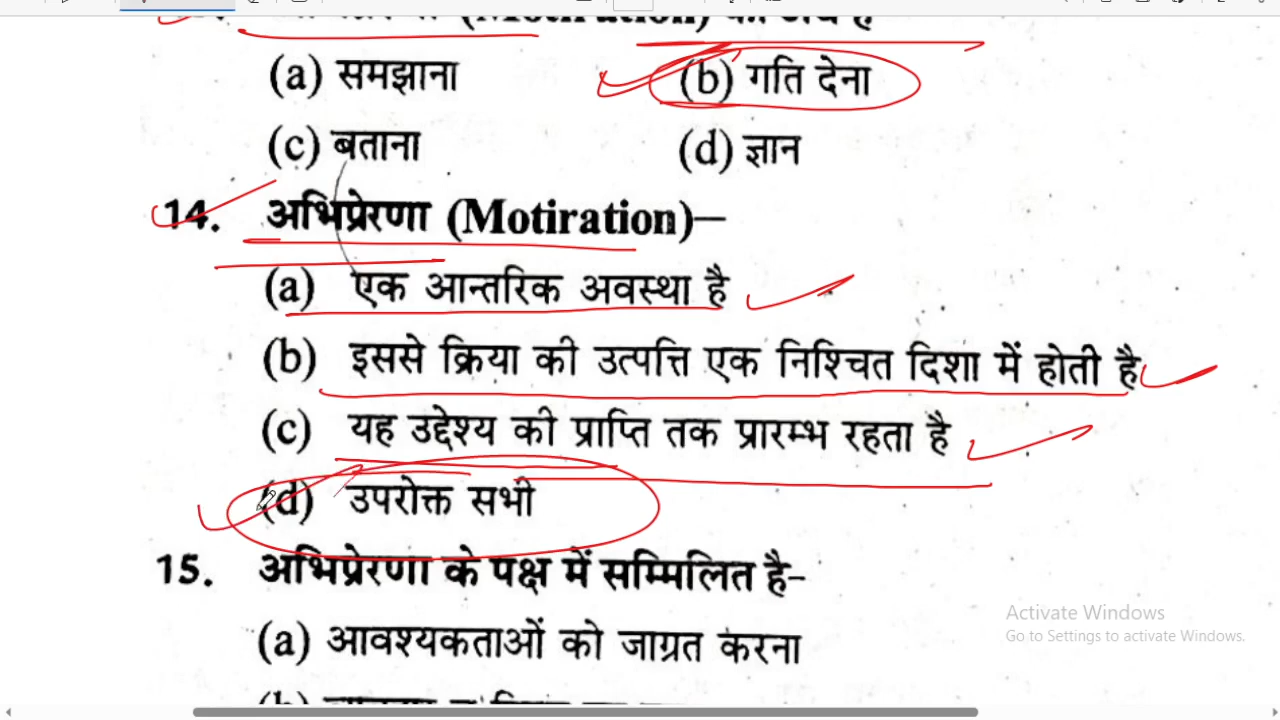 (Motiration) का अर्थ है
(a) समझाना (b) गति देना
(c) बताना (d) ज्ञान
14. अभिप्रेरणा (Motiration)–
(a) एक आन्तरिक अवस्था है
(b) इससे क्रिया की उत्पत्ति एक निश्चित दिशा में होती है
(c) यह उद्देश्य की प्राप्ति तक प्रारम्भ रहता है
(d) उपरोक्त सभी
15. अभिप्रेरणा के पक्ष में सम्मिलित है-
(a) आवश्यकताओं को जाग्रत करना
(b)
Activate Windows
Go to Settings to activate Windows.